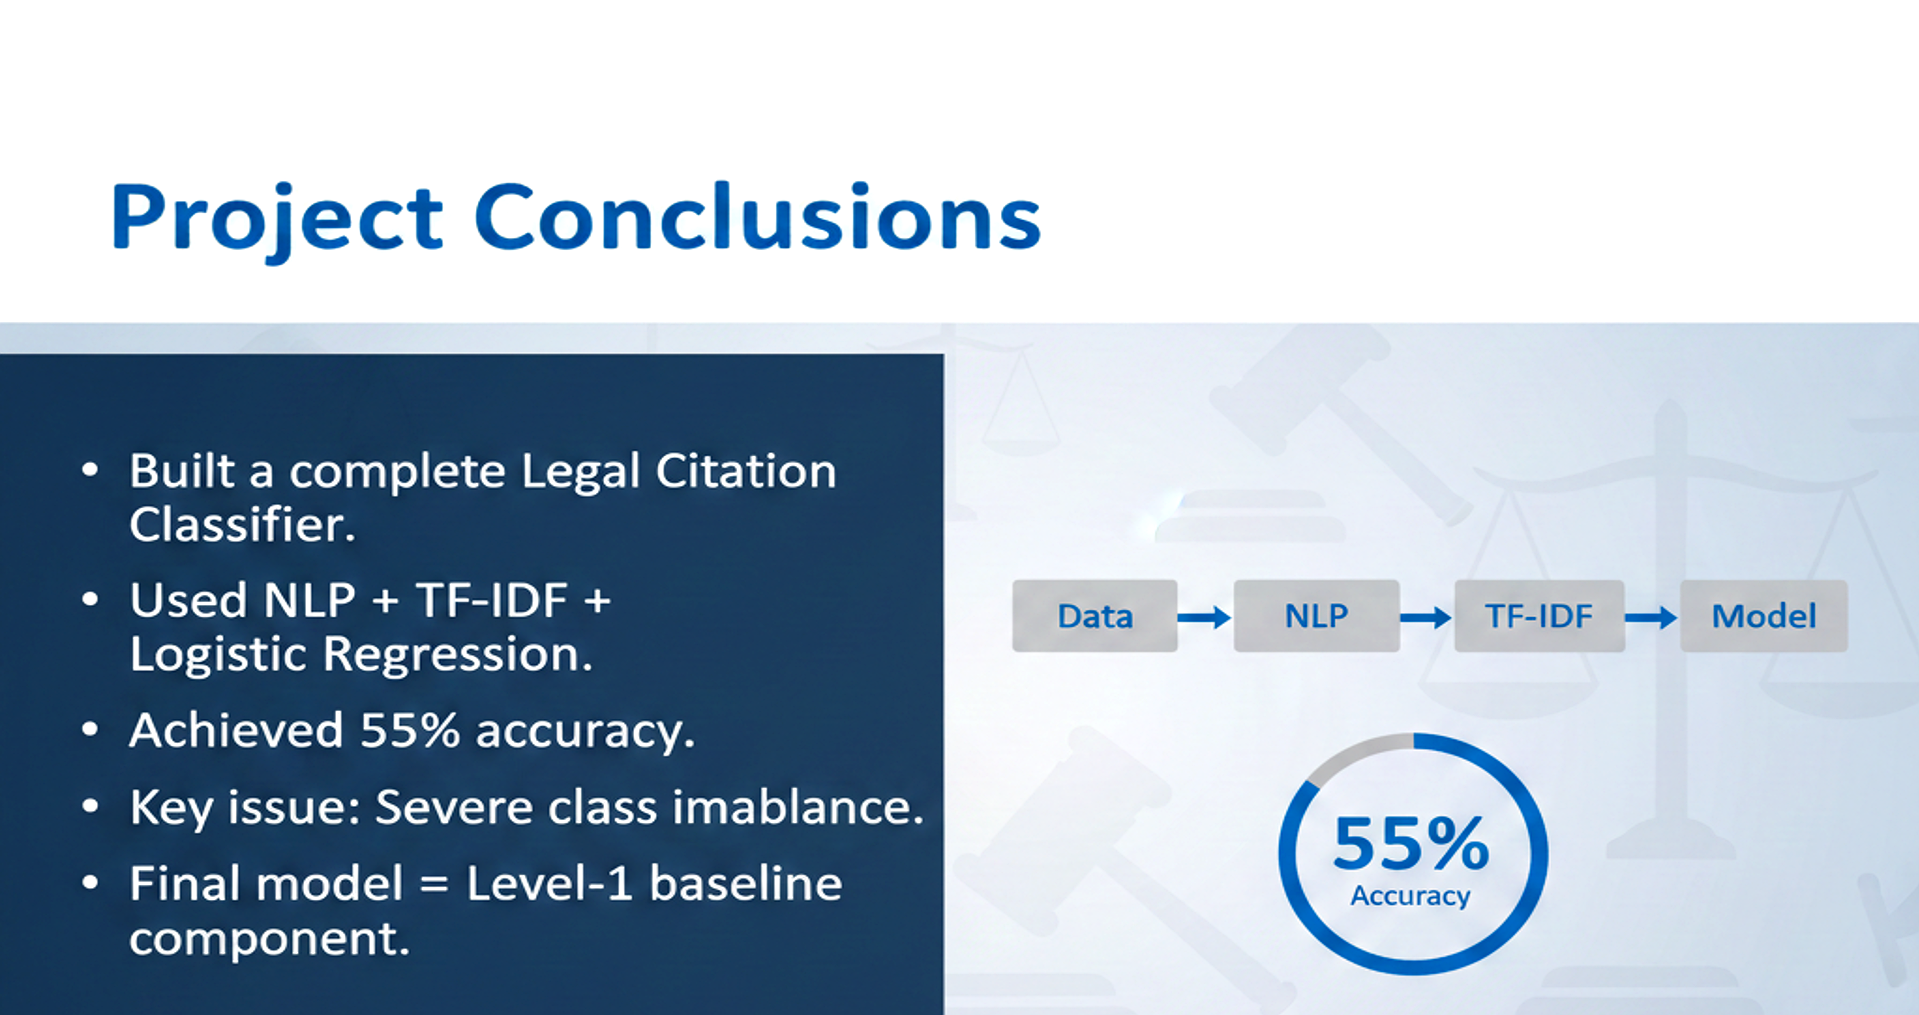 Project Conclusions
• Built a complete Legal Citation
Classifier.
• Used NLP + TF-IDF +
Logistic Regression.
• Achieved 55% accuracy.
• Key issue: Severe class imablance.
• Final model = Level-1 baseline
component.
Data
NLP
TF-IDF
Model
55%
Accuracy